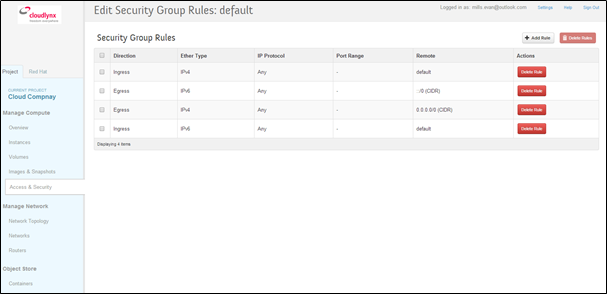 cloudlynx
Edit Security Group Rules: default
Logged in as: mills.evan@outlook.com Settings Help Sign Out
Security Group Rules
+ Add Rule Delete Rules
Direction Ether Type IP Protocol Port Range Remote Actions
Ingress IPv4 Any - default Delete Rule
Egress IPv6 Any - ::/0 (CIDR) Delete Rule
Egress IPv4 Any - 0.0.0.0/0 (CIDR) Delete Rule
Ingress IPv6 Any - default Delete Rule
Displaying 4 items
Project Red Hat
CURRENT PROJECT
Cloud Compnay
Manage Compute
Overview
Instances
Volumes
Images & Snapshots
Access & Security
Manage Network
Network Topology
Networks
Routers
Object Store
Containers